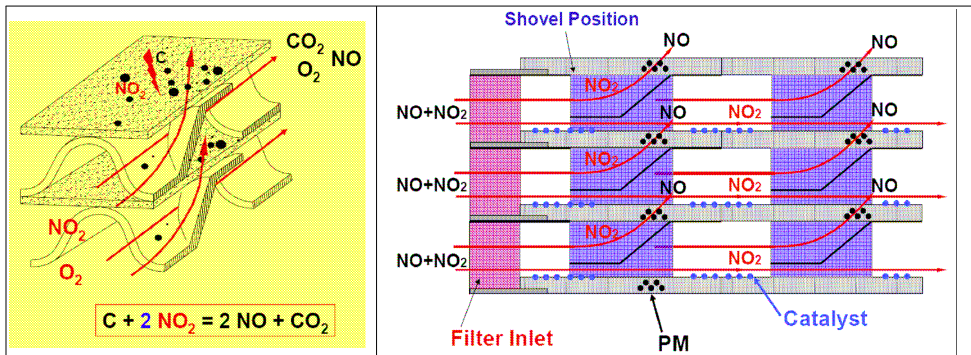 CO2 NO
O2
C
NO2
NO2
O2
C + 2 NO2 = 2 NO + CO2
Shovel Position
NO
NO
NO2
NO2
NO+NO2
NO2
NO
NO
NO2
NO2
NO+NO2
NO2
NO
NO
NO2
NO2
NO+NO2
NO2
Filter Inlet
PM
Catalyst